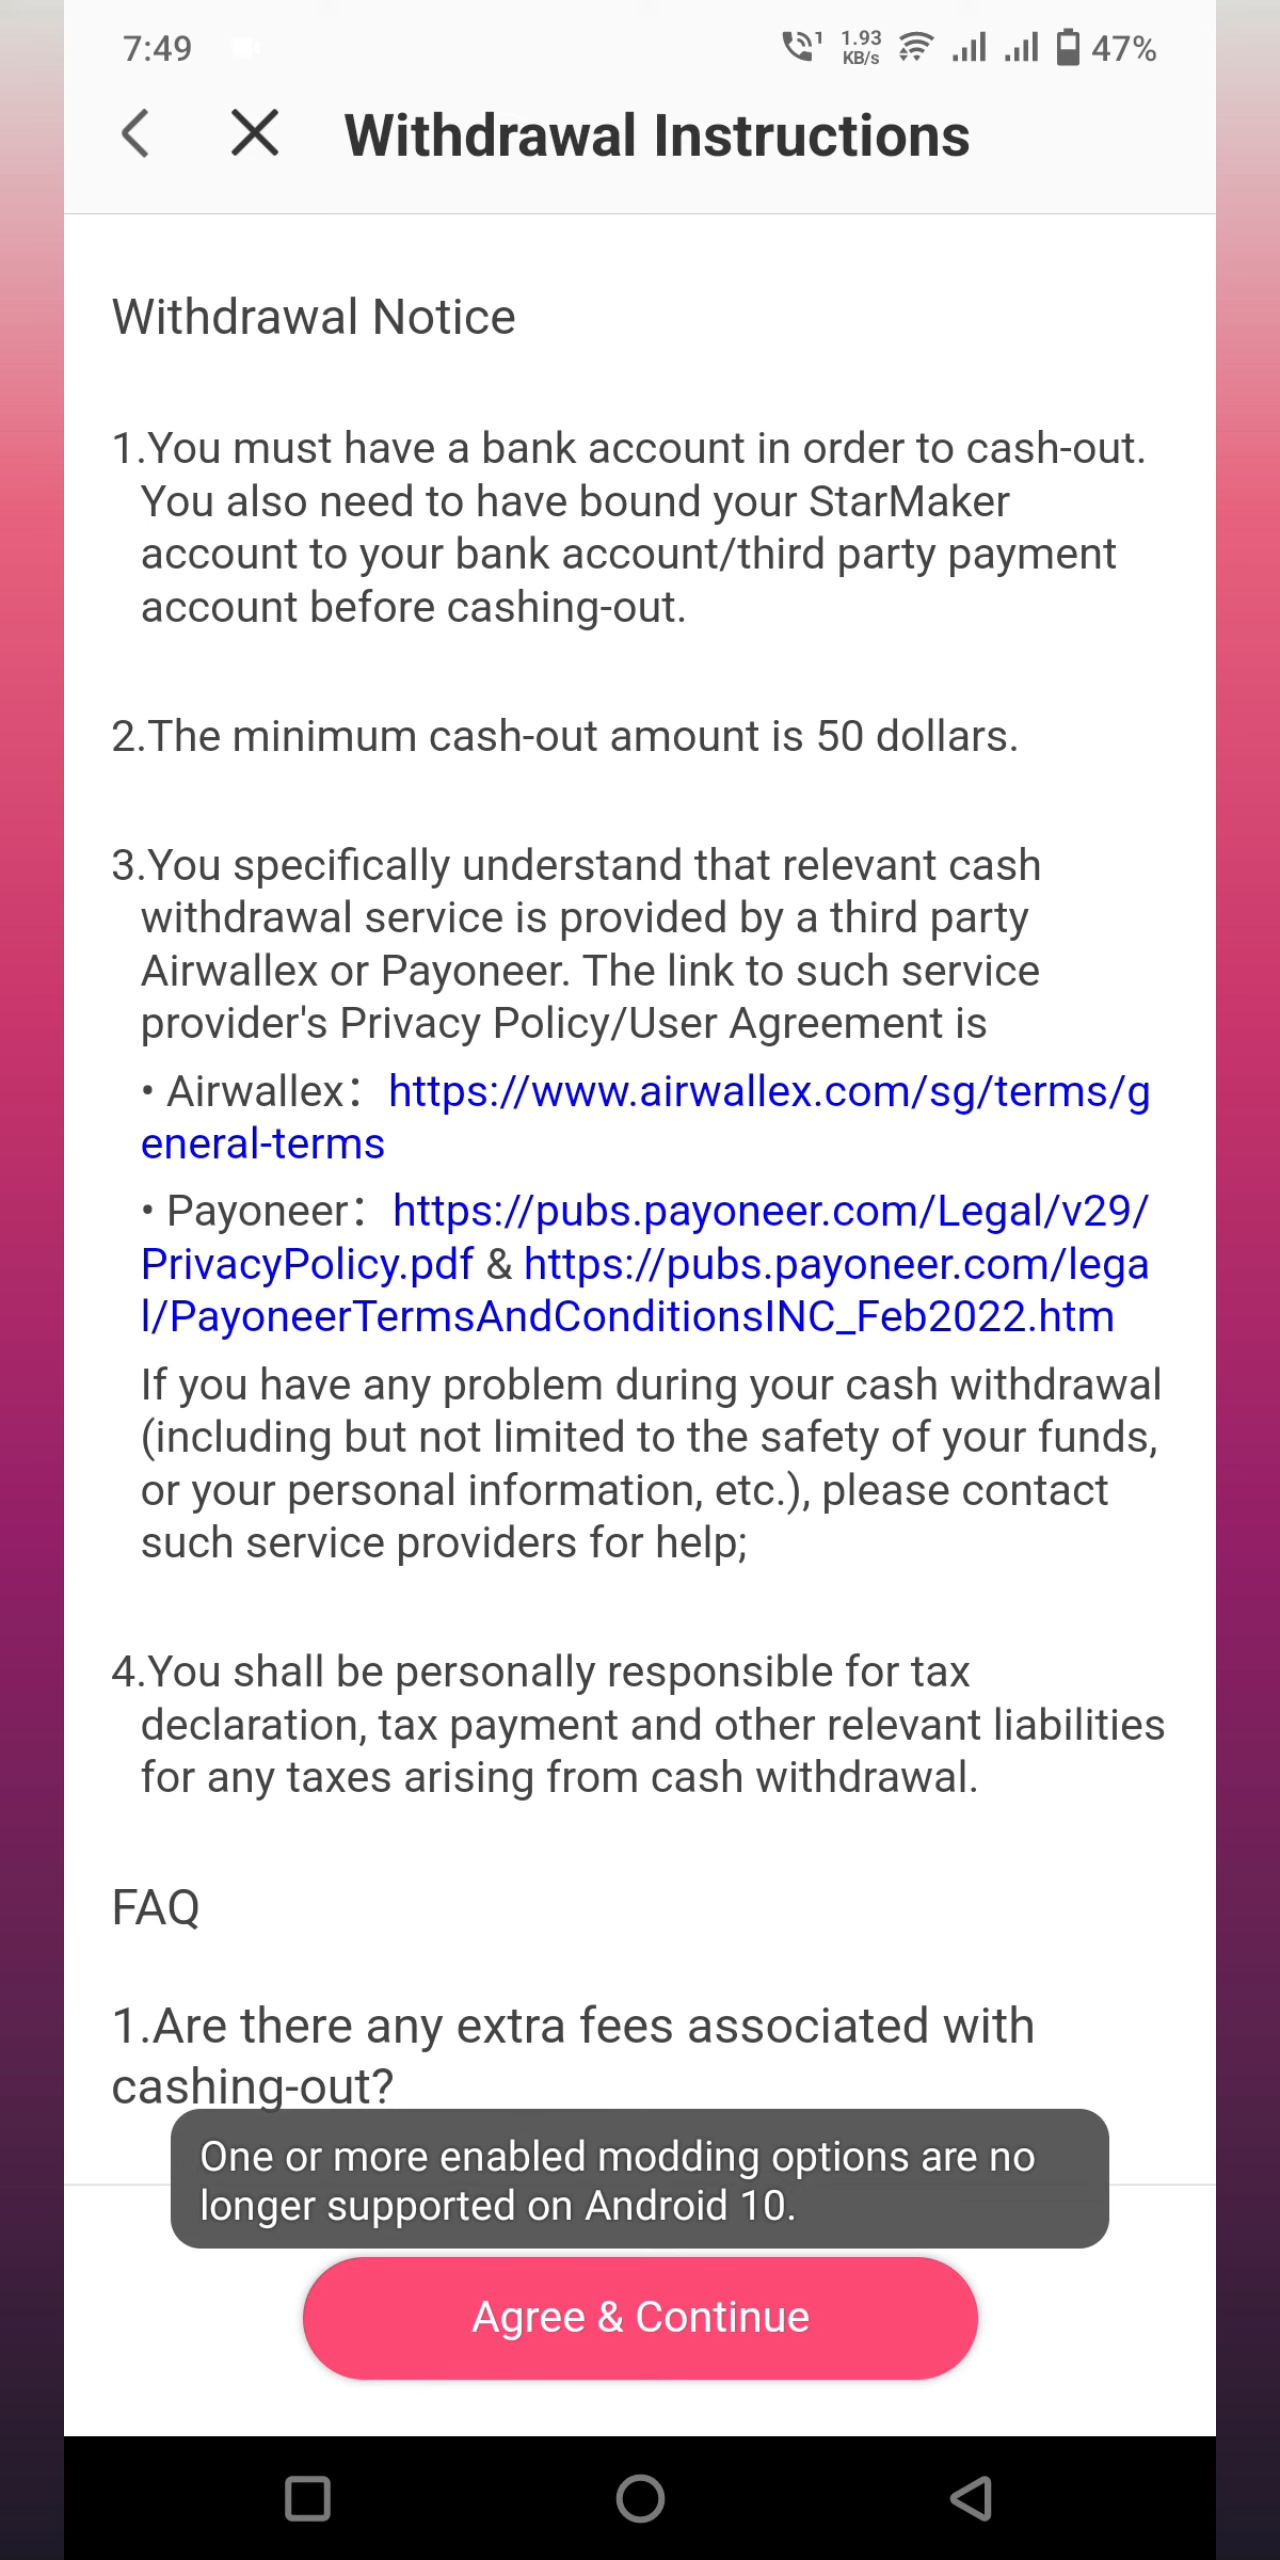 7:49
1
1.93
KB/s
47%
Withdrawal Instructions
Withdrawal Notice
1.You must have a bank account in order to cash-out.
You also need to have bound your StarMaker
account to your bank account/third party payment
account before cashing-out.
2.The minimum cash-out amount is 50 dollars.
3.You specifically understand that relevant cash
withdrawal service is provided by a third party
Airwallex or Payoneer. The link to such service
provider's Privacy Policy/User Agreement is
• Airwallex： https://www.airwallex.com/sg/terms/g
eneral-terms
• Payoneer： https://pubs.payoneer.com/Legal/v29/
PrivacyPolicy.pdf & https://pubs.payoneer.com/lega
l/PayoneerTermsAndConditionsINC_Feb2022.htm
If you have any problem during your cash withdrawal
(including but not limited to the safety of your funds,
or your personal information, etc.), please contact
such service providers for help;
4.You shall be personally responsible for tax
declaration, tax payment and other relevant liabilities
for any taxes arising from cash withdrawal.
FAQ
1.Are there any extra fees associated with
cashing-out?
One or more enabled modding options are no
longer supported on Android 10.
Agree & Continue